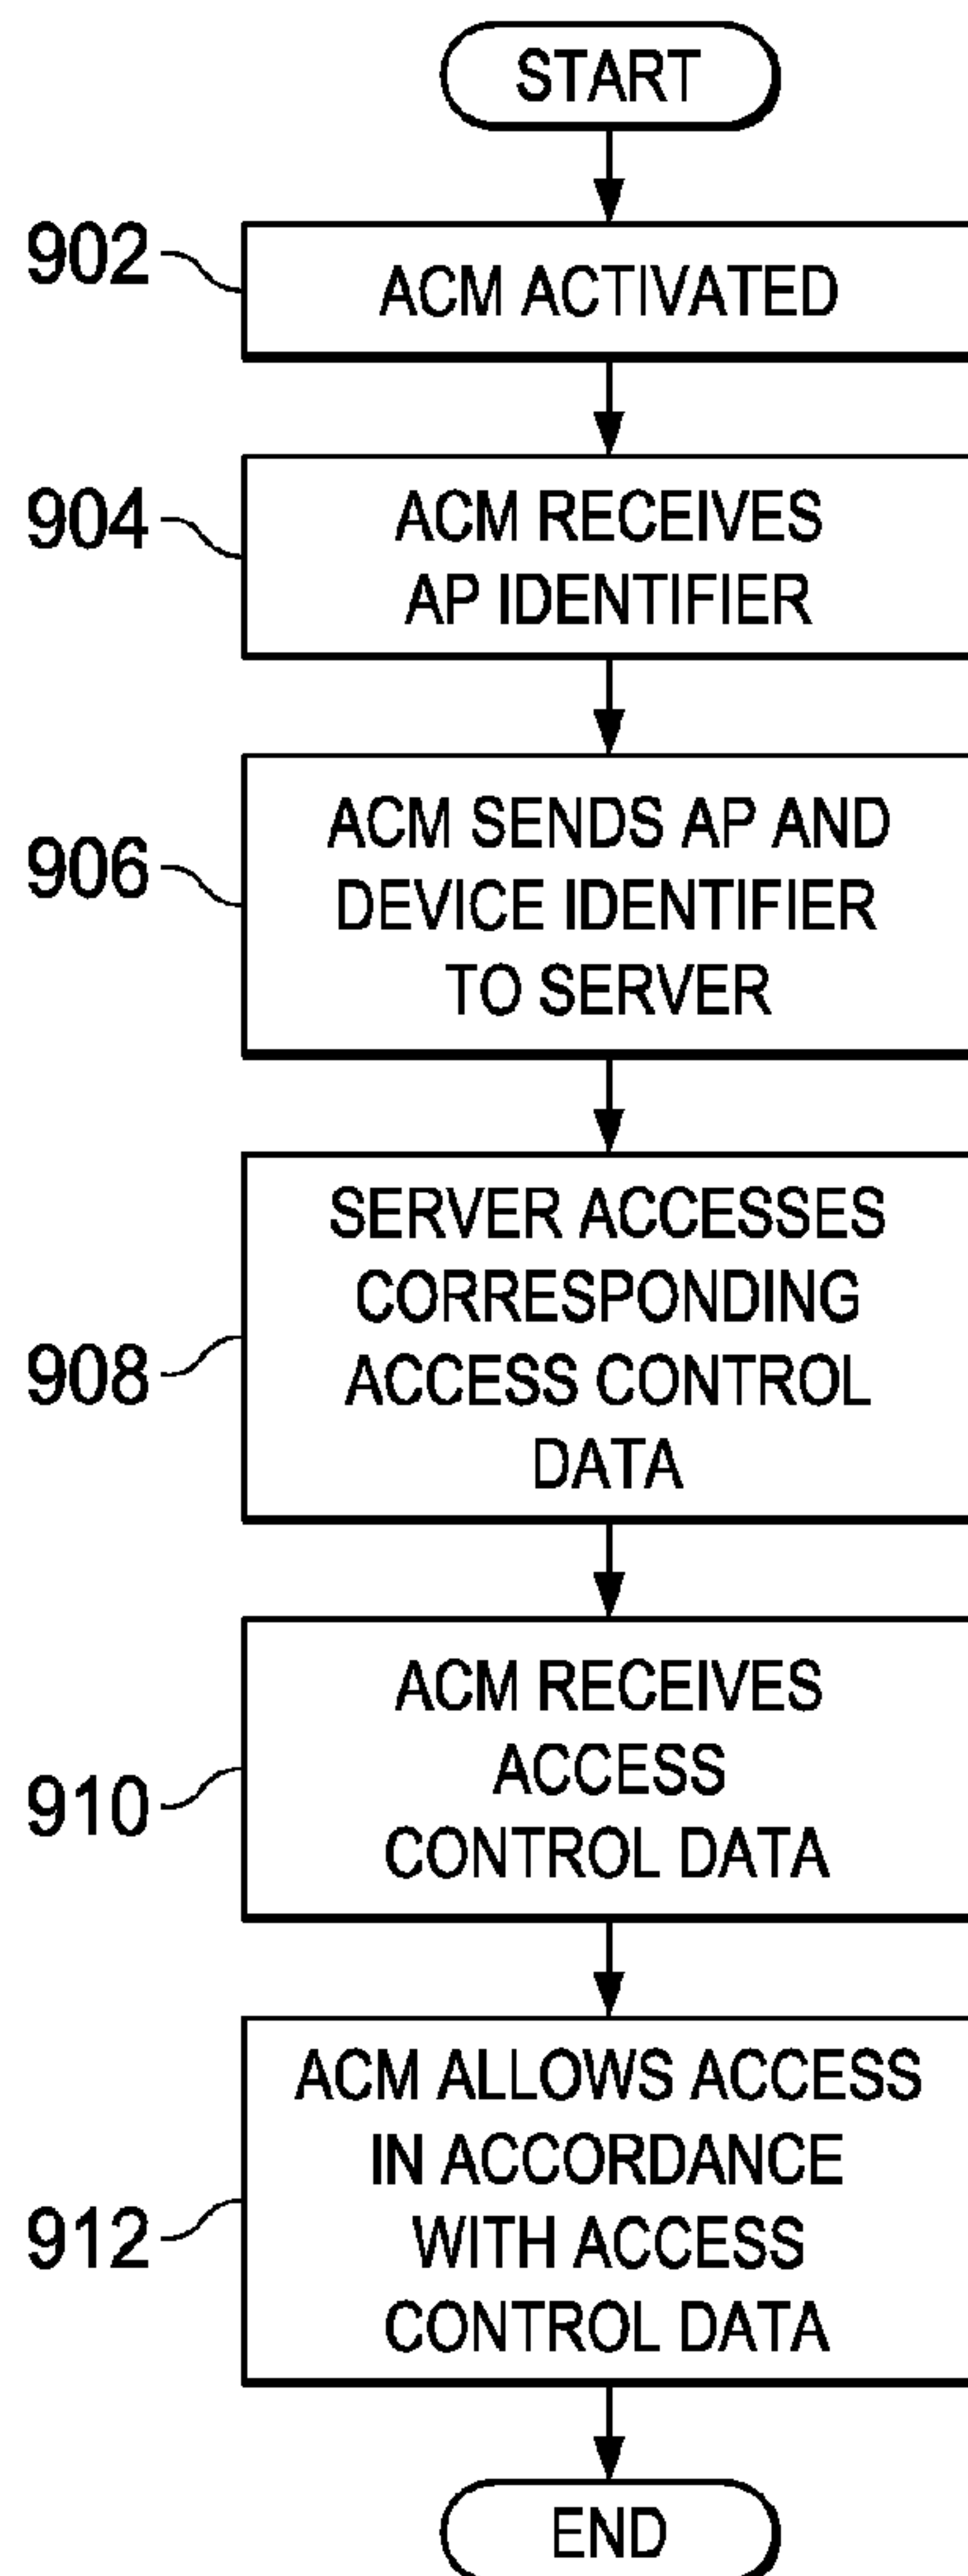 START
902
ACM ACTIVATED
904
ACM RECEIVES
AP IDENTIFIER
906
ACM SENDS AP AND
DEVICE IDENTIFIER
TO SERVER
908
SERVER ACCESSES
CORRESPONDING
ACCESS CONTROL
DATA
910
ACM RECEIVES
ACCESS
CONTROL DATA
912
ACM ALLOWS ACCESS
IN ACCORDANCE
WITH ACCESS
CONTROL DATA
END